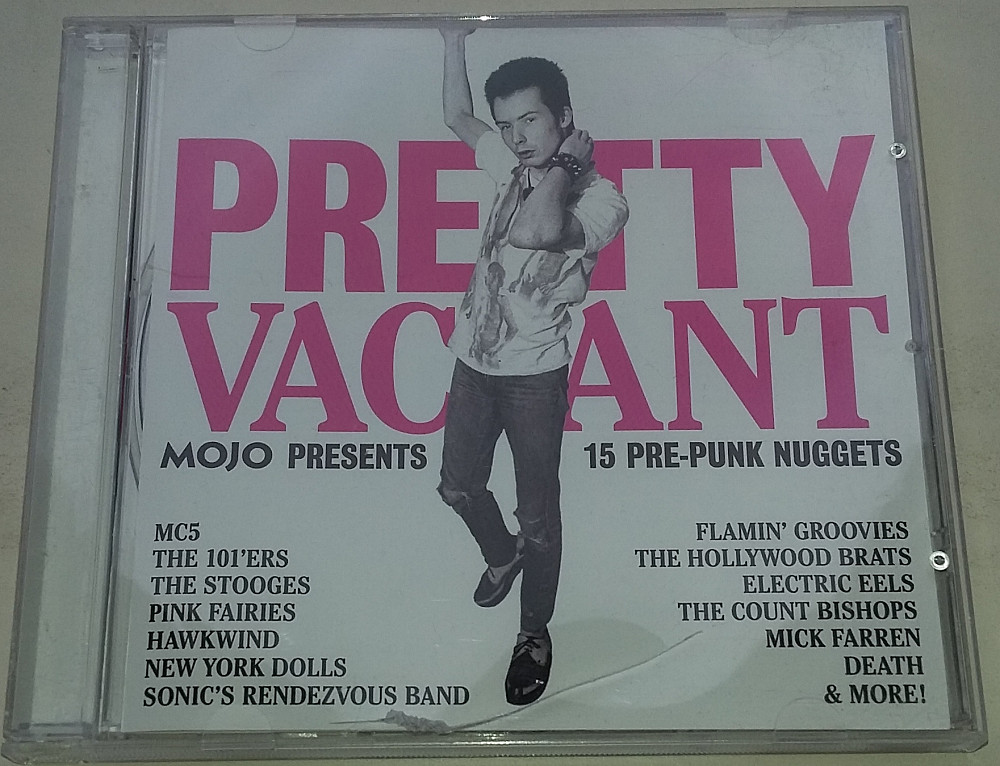 PRETTY
VACANT
MOJO PRESENTS 15 PRE-PUNK NUGGETS
MC5
THE 101'ERS
THE STOOGES
PINK FAIRIES
HAWKWIND
NEW YORK DOLLS
SONIC'S RENDEZVOUS BAND
FLAMIN' GROOVIES
THE HOLLYWOOD BRATS
ELECTRIC EELS
THE COUNT BISHOPS
MICK FARREN
DEATH
& MORE!